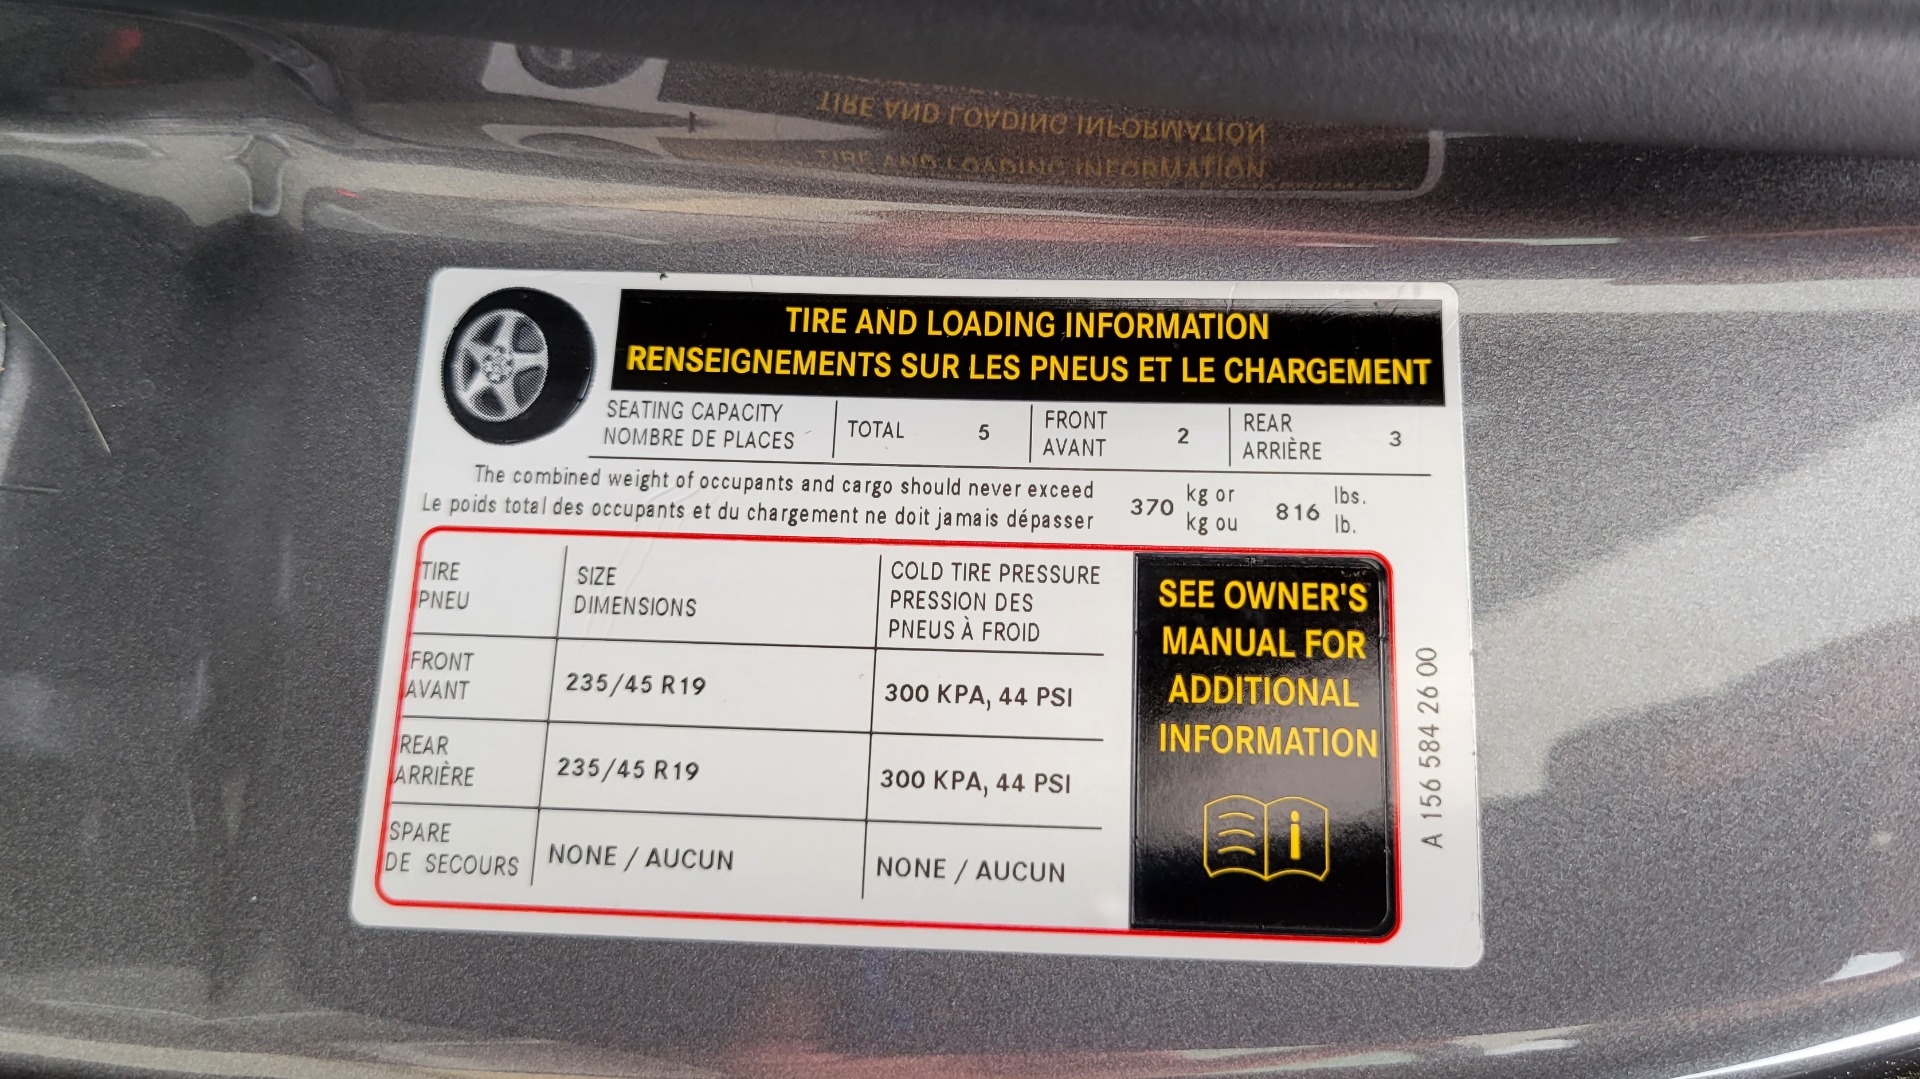 TIRE AND LOADING INFORMATION
TIRE AND LOADING INFORMATION
TIRE AND LOADING INFORMATION
RENSEIGNEMENTS SUR LES PNEUS ET LE CHARGEMENT
SEATING CAPACITY
NOMBRE DE PLACES
TOTAL 5
FRONT
AVANT
2
REAR
ARRIÈRE
3
The combined weight of occupants and cargo should never exceed
Le poids total des occupants et du chargement ne doit jamais dépasser
370
kg or
kg ou
816
lbs.
lb.
TIRE
PNEU
SIZE
DIMENSIONS
COLD TIRE PRESSURE
PRESSION DES
PNEUS À FROID
FRONT
AVANT
235/45 R19
300 KPA, 44 PSI
REAR
ARRIÈRE
235/45 R19
300 KPA, 44 PSI
SPARE
DE SECOURS
NONE / AUCUN
NONE / AUCUN
SEE OWNER'S
MANUAL FOR
ADDITIONAL
INFORMATION
i
A 156 584 26 00